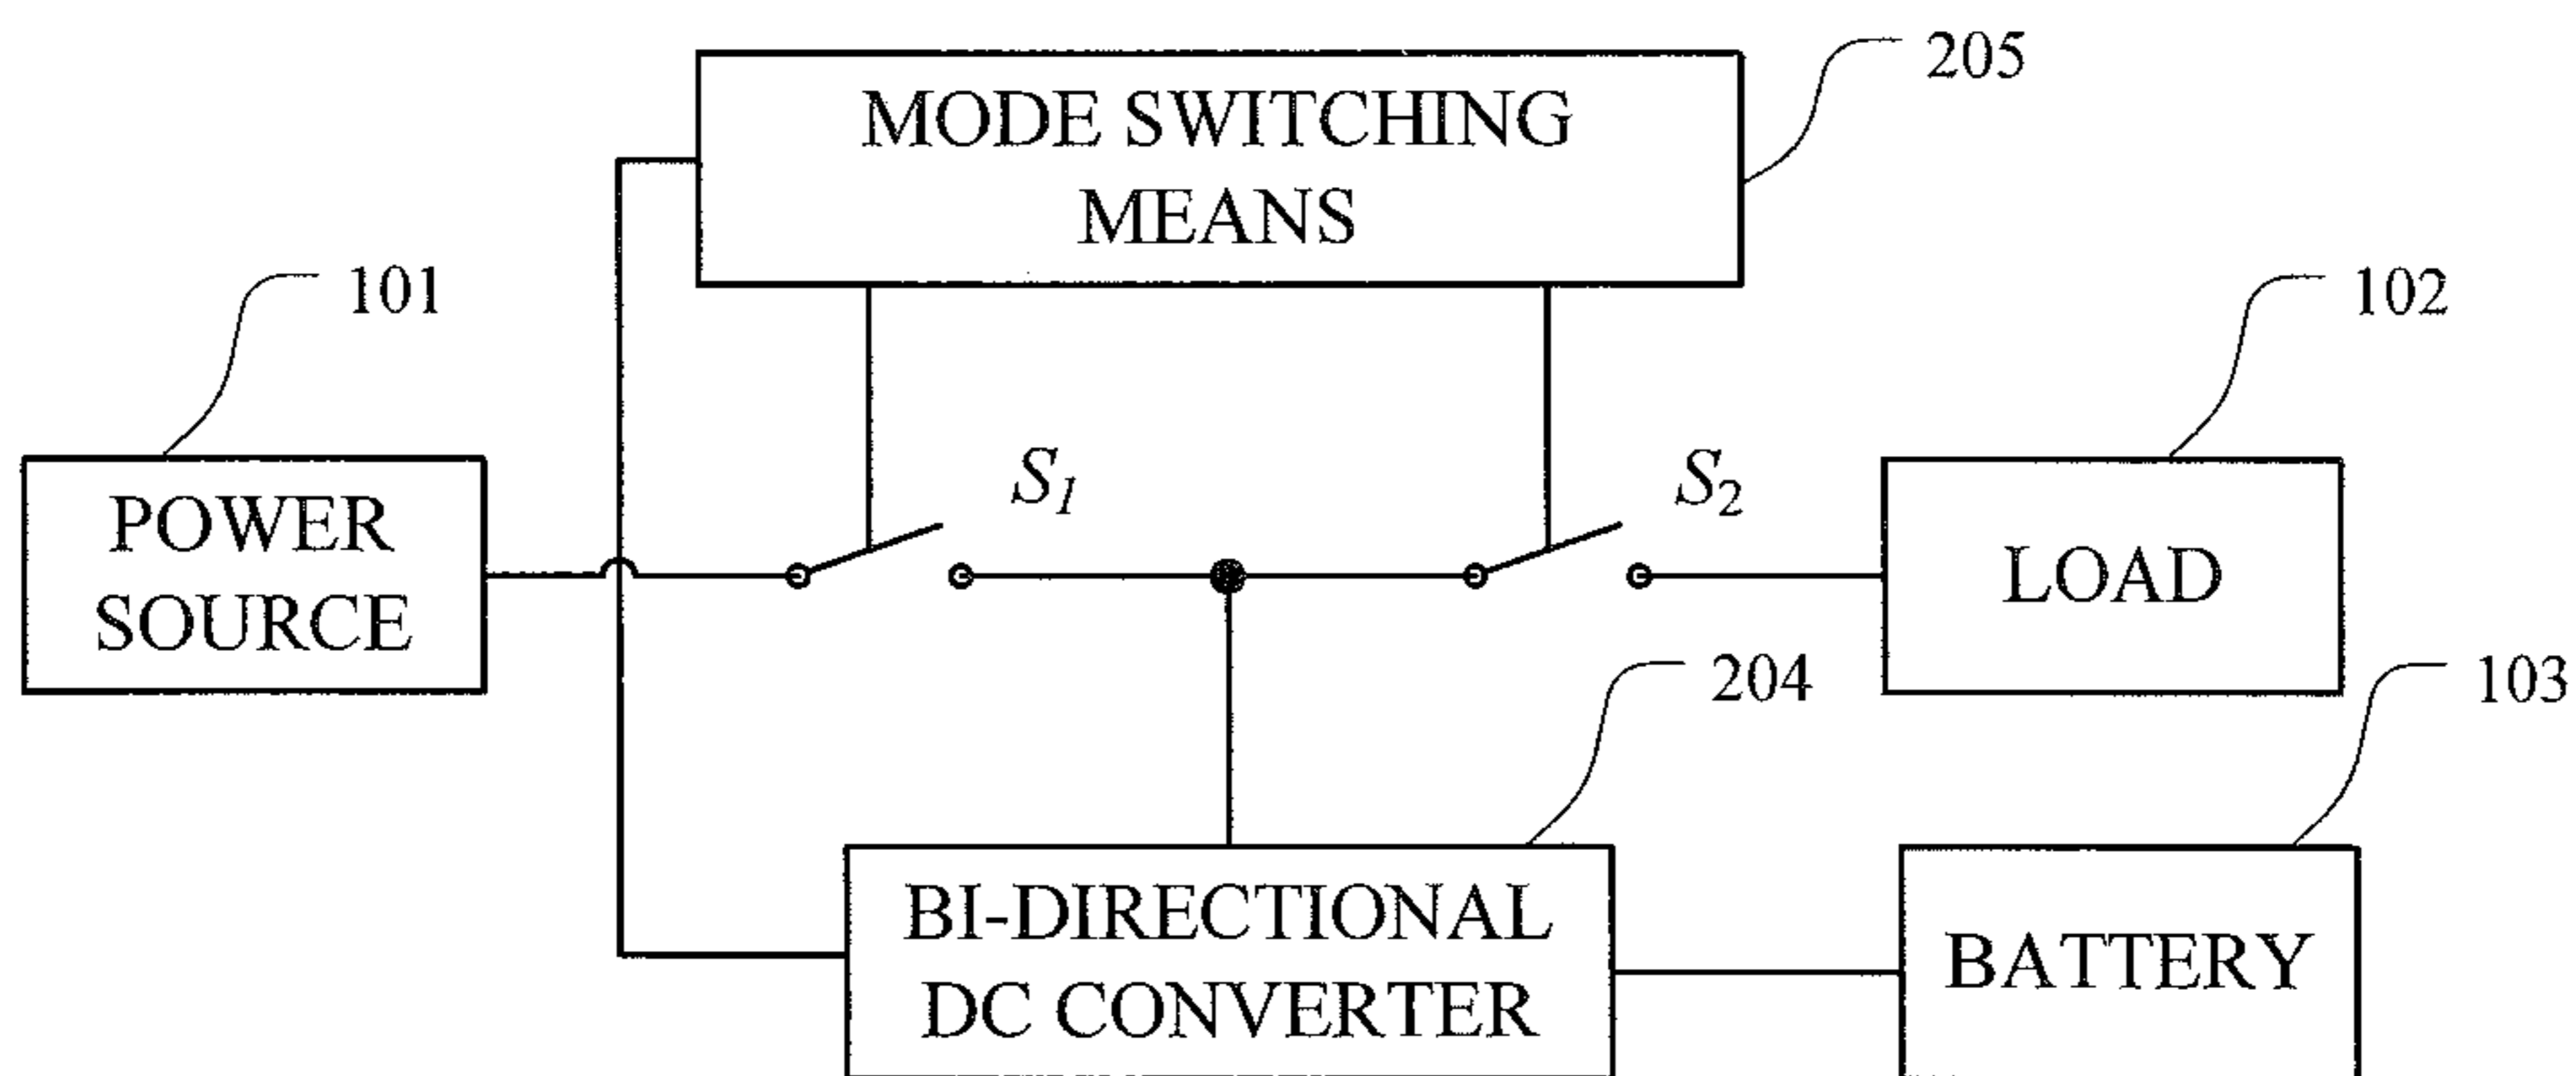 205
MODE SWITCHING
MEANS
101
102
S1
S2
POWER
SOURCE
LOAD
204
103
BI-DIRECTIONAL
DC CONVERTER
BATTERY